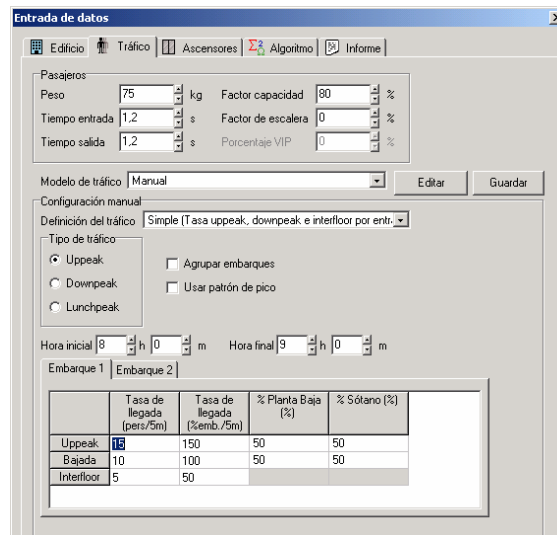 Entrada de datos
Edificio Tráfico Ascensores Algoritmo Informe
Pasajeros
Peso 75 kg Factor capacidad 80 %
Tiempo entrada 1,2 s Factor de escalera 0 %
Tiempo salida 1,2 s Porcentaje VIP 0 %
Modelo de tráfico Manual Editar Guardar
Configuración manual
Definición del tráfico Simple (Tasa uppeak, downpeak e interfloor por entr.
Tipo de tráfico
Uppeak Agrupar embarques
Downpeak Usar patrón de pico
Lunchpeak
Hora inicial 8 h 0 m Hora final 9 h 0 m
Embarque 1 Embarque 2
Tasa de llegada (pers/5m) Tasa de llegada (%emb./5m) % Planta Baja (%) % Sótano (%)
Uppeak 15 150 50 50
Bajada 10 100 50 50
Interfloor 5 50